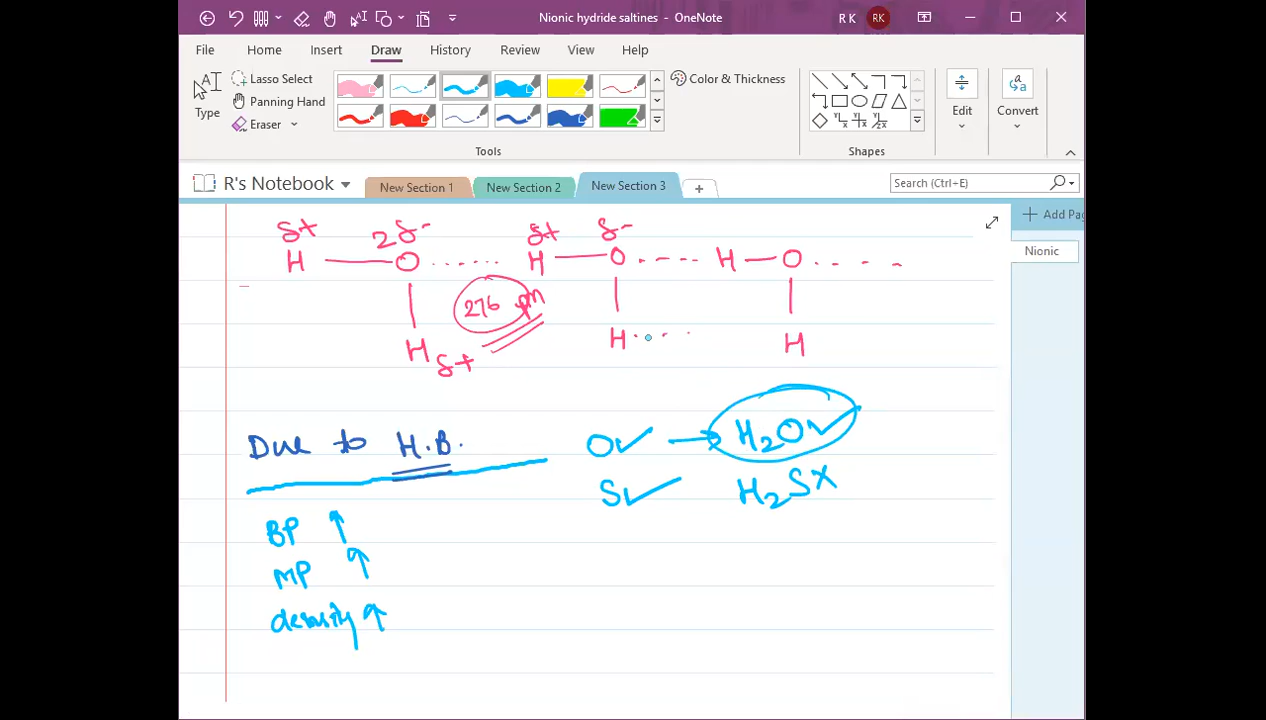 Nionic hydride saltines - OneNote
R K RK
File Home Insert Draw History Review View Help
Type
Lasso Select
Panning Hand
Eraser
Color & Thickness
Edit
Convert
Tools
Shapes
R's Notebook
New Section 1
New Section 2
New Section 3
Search (Ctrl+E)
Add Pag
Nionic
δ+ 2δ- δ+ δ-
H — O ...... H — O ..... H — O .....
276 pm
H δ+ H..... H
Due to H.B.
O✓ → H₂O✓
S✓ H₂S X
BP ↑
MP ↑
density ↑